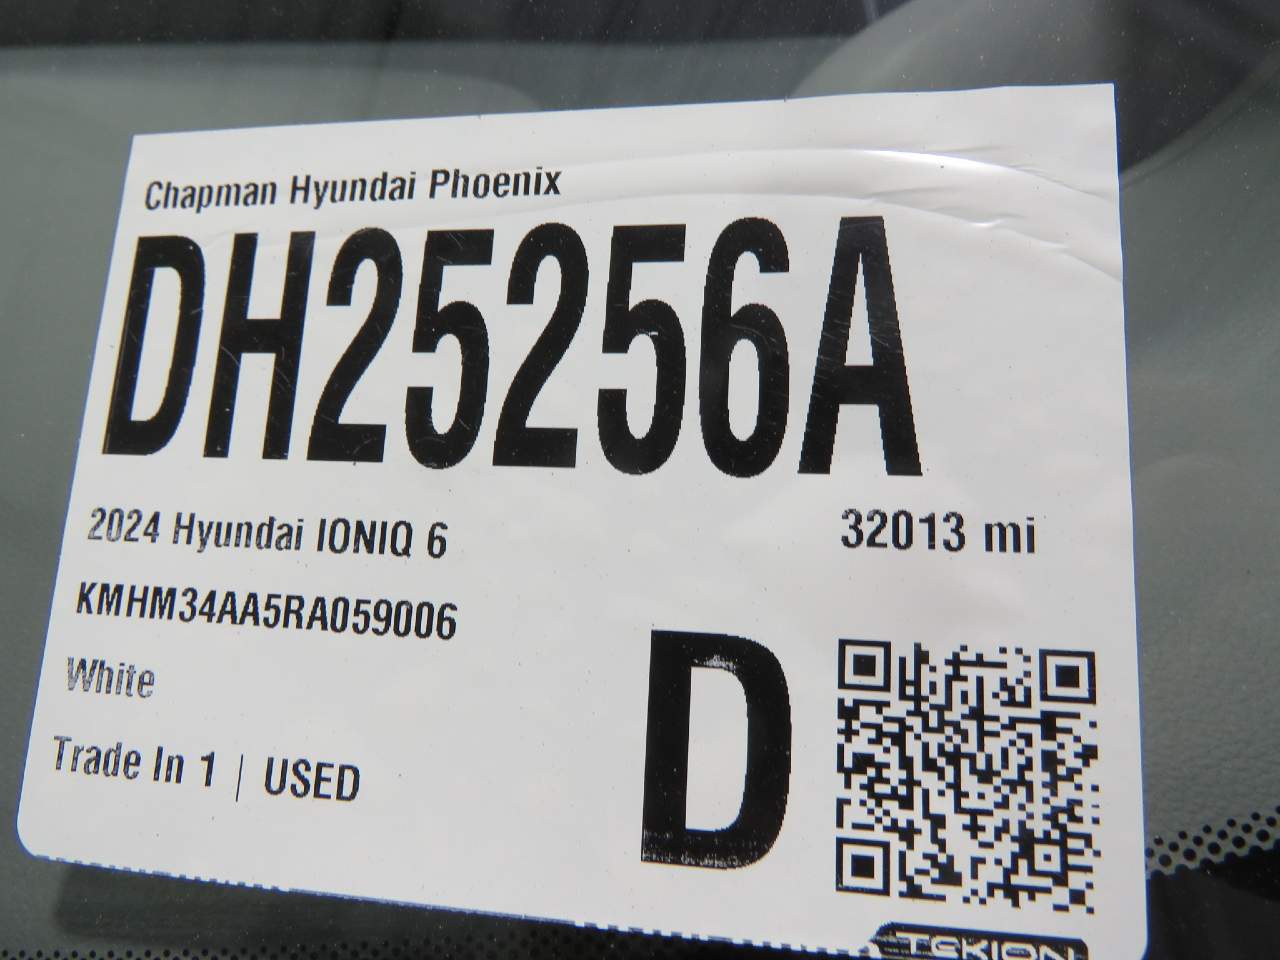 Chapman Hyundai Phoenix
DH25256A
2024 Hyundai IONIQ 6
32013 mi
KMHM34AA5RA059006
White
Trade In 1 | USED
D
TEKION